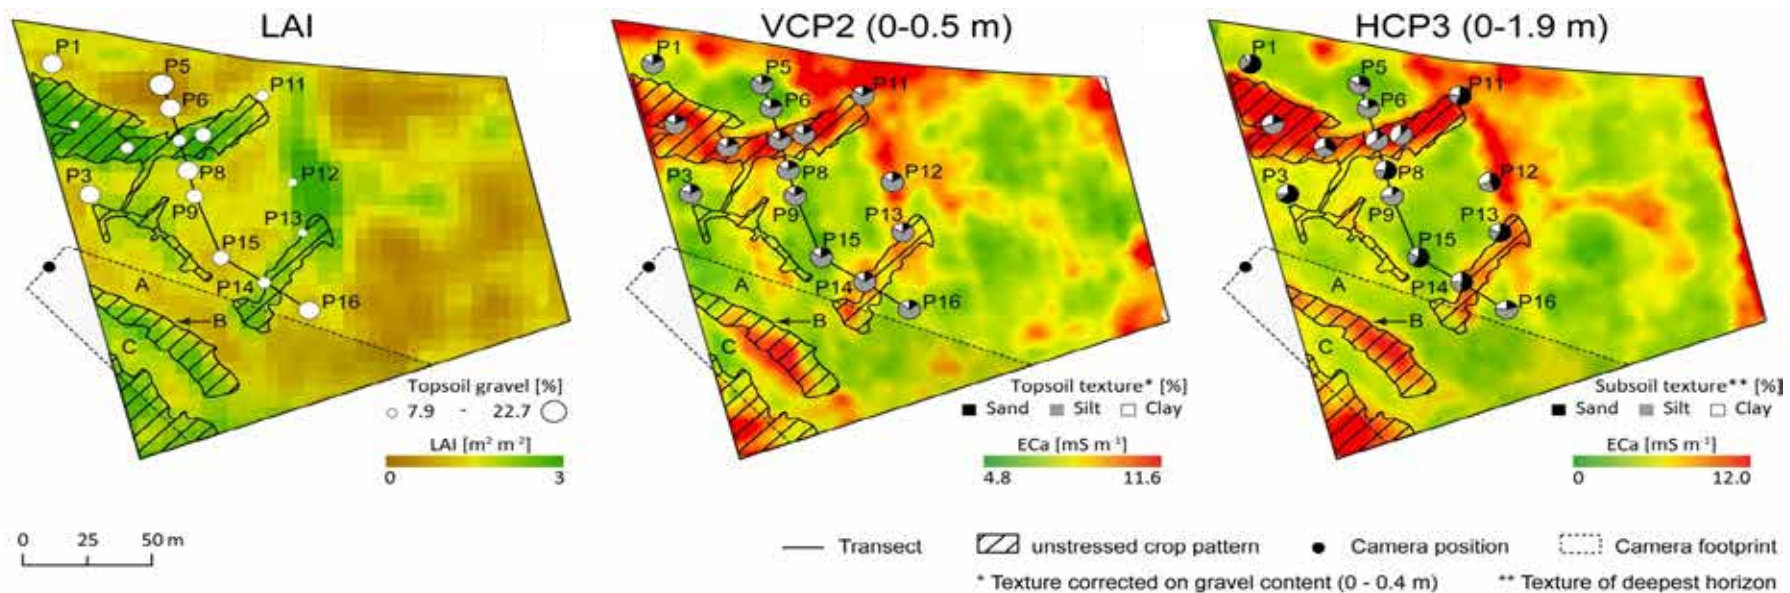 LAI
P1
P5
P6
P11
P3
P8
P12
P9
P13
P15
P14
P16
A
B
C
Topsoil gravel [%]
7.9 - 22.7
LAI [m² m⁻²]
0 3
VCP2 (0-0.5 m)
P1
P5
P6
P11
P3
P8
P12
P9
P13
P15
P14
P16
A
B
C
Topsoil texture* [%]
Sand Silt Clay
ECa [mS m⁻¹]
4.8 11.6
HCP3 (0-1.9 m)
P1
P5
P6
P11
P3
P8
P12
P9
P13
P15
P14
P16
A
B
C
Subsoil texture** [%]
Sand Silt Clay
ECa [mS m⁻¹]
0 12.0
0 25 50 m
Transect unstressed crop pattern Camera position Camera footprint
* Texture corrected on gravel content (0 - 0.4 m) ** Texture of deepest horizon